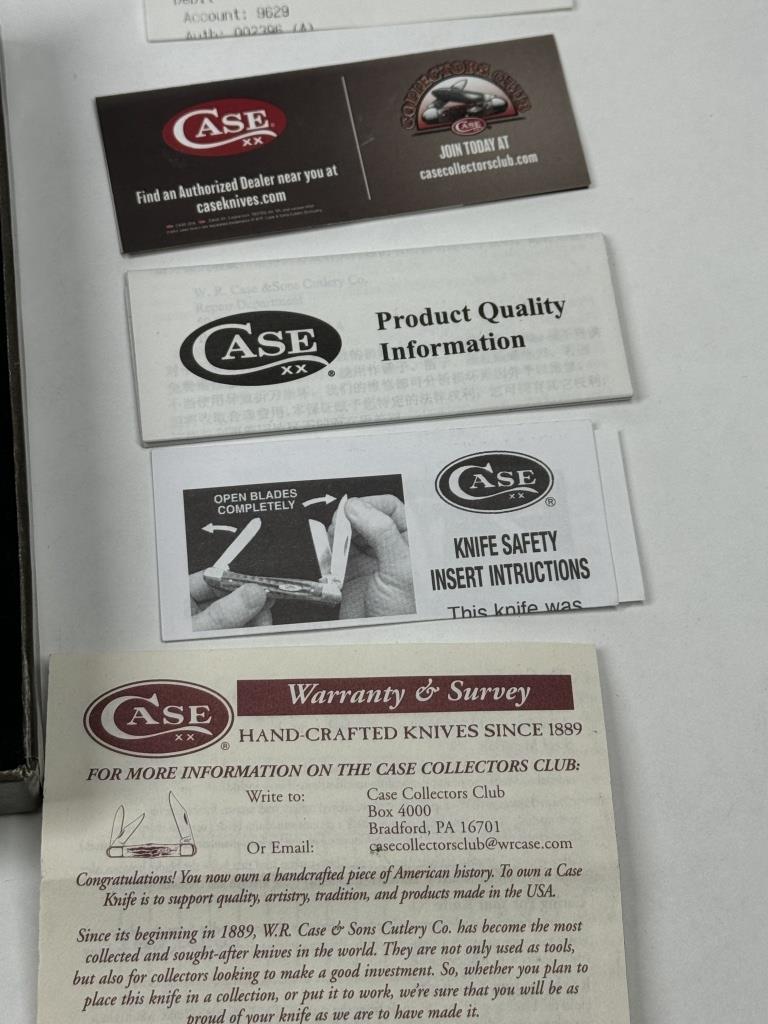 Account: 9629
Auth: 002396 (A)
CASE
XX
Find an Authorized Dealer near you at
caseknives.com
COLLECTORS CLUB
CASE
JOIN TODAY AT
casecollectorsclub.com
W. R. Case &Sons Cutlery Co.
Repair Department
CASE
XX ®
Product Quality
Information
OPEN BLADES
COMPLETELY
CASE
XX ®
KNIFE SAFETY
INSERT INTRUCTIONS
This knife was
CASE
XX ®
Warranty & Survey
HAND-CRAFTED KNIVES SINCE 1889
FOR MORE INFORMATION ON THE CASE COLLECTORS CLUB:
Write to: Case Collectors Club
Box 4000
Bradford, PA 16701
Or Email: casecollectorsclub@wrcase.com
Congratulations! You now own a handcrafted piece of American history. To own a Case
Knife is to support quality, artistry, tradition, and products made in the USA.
Since its beginning in 1889, W.R. Case & Sons Cutlery Co. has become the most
collected and sought-after knives in the world. They are not only used as tools,
but also for collectors looking to make a good investment. So, whether you plan to
place this knife in a collection, or put it to work, we're sure that you will be as
proud of your knife as we are to have made it.